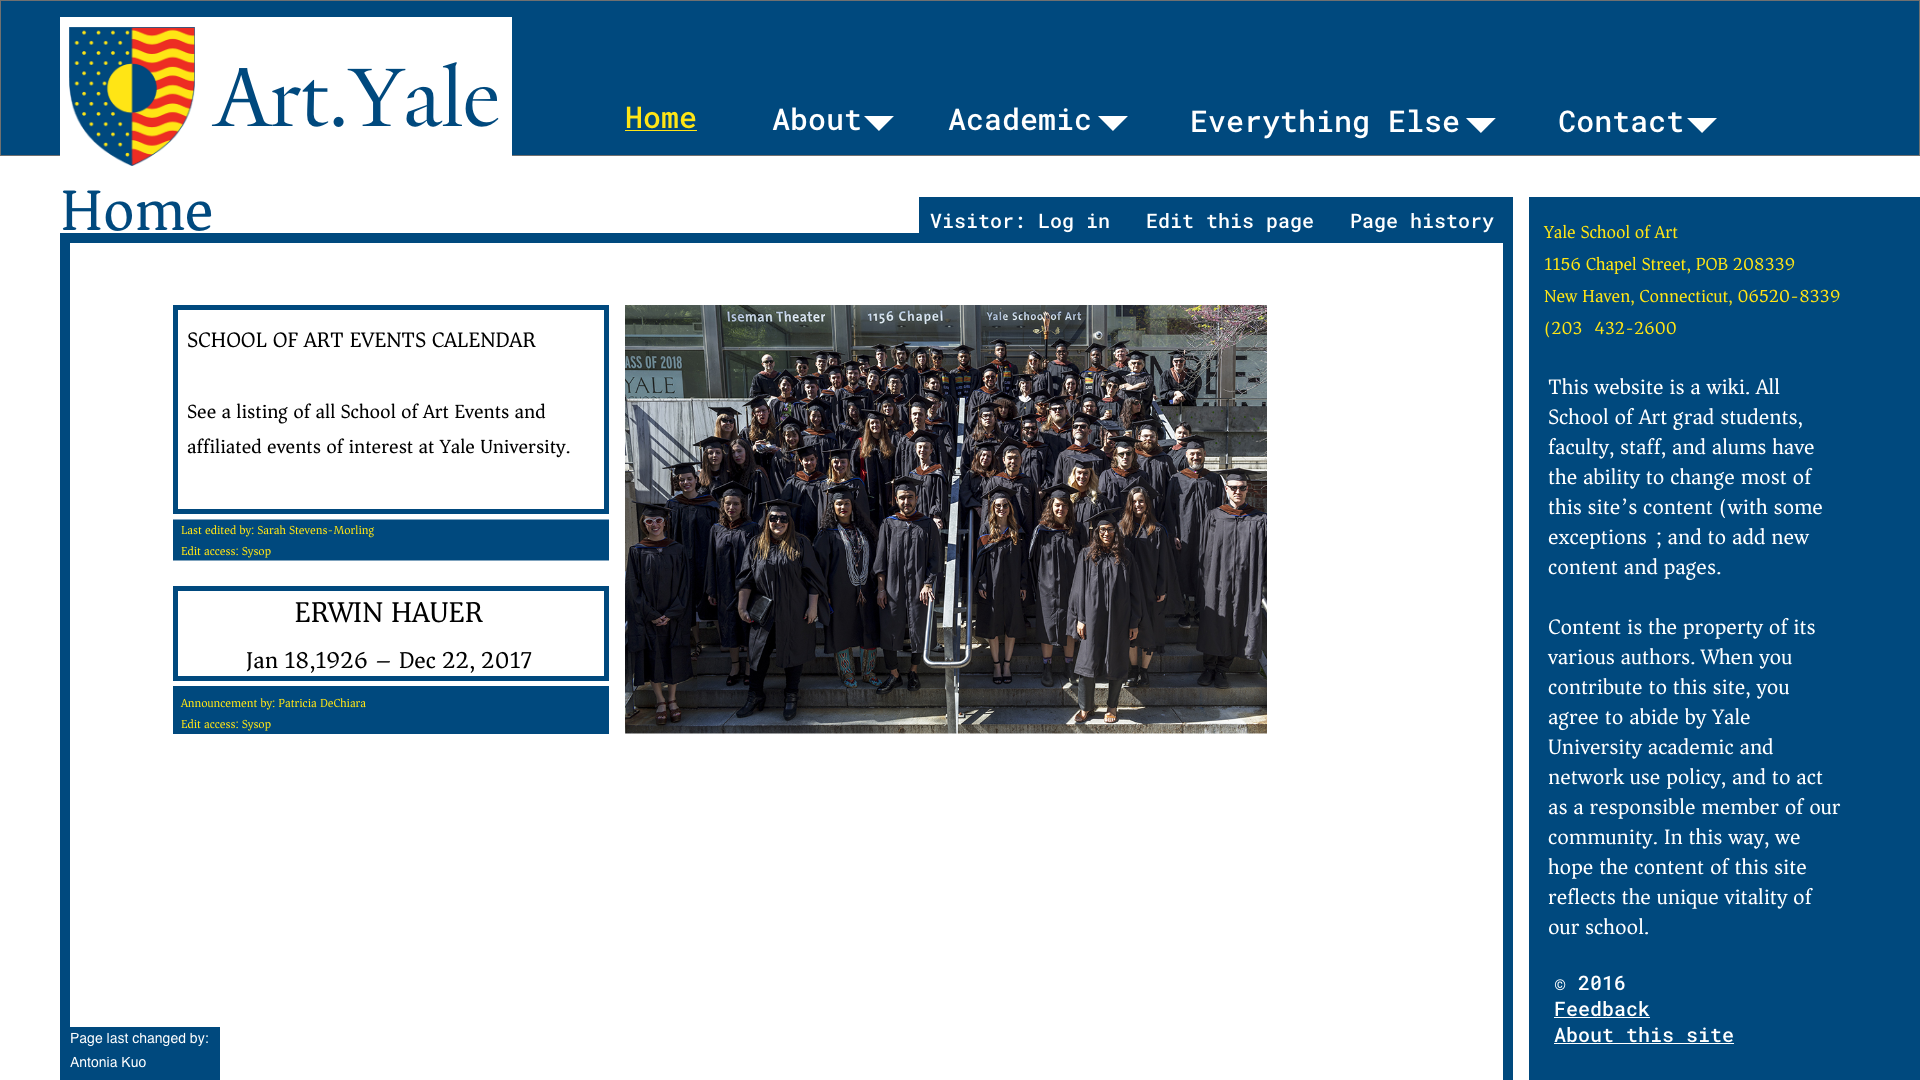 Art.Yale
Home
About
Academic
Everything Else
Contact
Home
Visitor: Log in
Edit this page
Page history
SCHOOL OF ART EVENTS CALENDAR
See a listing of all School of Art Events and
affiliated events of interest at Yale University.
Last edited by: Sarah Stevens-Morling
Edit access: Sysop
ERWIN HAUER
Jan 18,1926 – Dec 22, 2017
Announcement by: Patricia DeChiara
Edit access: Sysop
Iseman Theater
1156 Chapel
Yale School of Art
ASS OF 2018
YALE
Page last changed by:
Antonia Kuo
Yale School of Art
1156 Chapel Street, POB 208339
New Haven, Connecticut, 06520-8339
(203 432-2600
This website is a wiki. All
School of Art grad students,
faculty, staff, and alums have
the ability to change most of
this site’s content (with some
exceptions ; and to add new
content and pages.
Content is the property of its
various authors. When you
contribute to this site, you
agree to abide by Yale
University academic and
network use policy, and to act
as a responsible member of our
community. In this way, we
hope the content of this site
reflects the unique vitality of
our school.
© 2016
Feedback
About this site